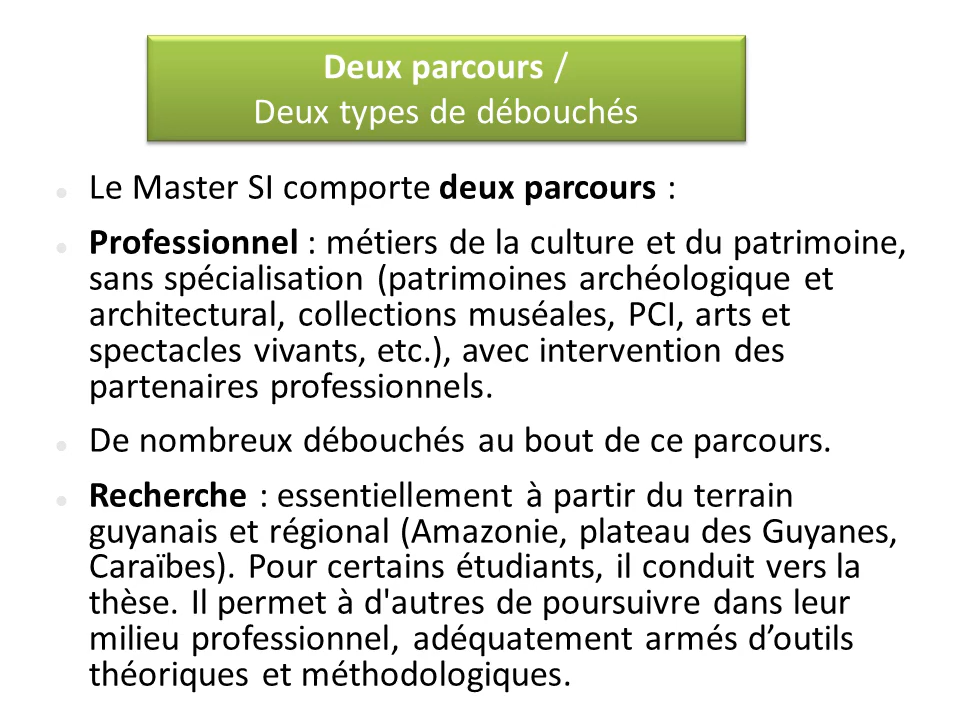 Deux parcours /
Deux types de débouchés
Le Master SI comporte deux parcours :
Professionnel : métiers de la culture et du patrimoine,
sans spécialisation (patrimoines archéologique et
architectural, collections muséales, PCI, arts et
spectacles vivants, etc.), avec intervention des
partenaires professionnels.
De nombreux débouchés au bout de ce parcours.
Recherche : essentiellement à partir du terrain
guyanais et régional (Amazonie, plateau des Guyanes,
Caraïbes). Pour certains étudiants, il conduit vers la
thèse. Il permet à d'autres de poursuivre dans leur
milieu professionnel, adéquatement armés d’outils
théoriques et méthodologiques.